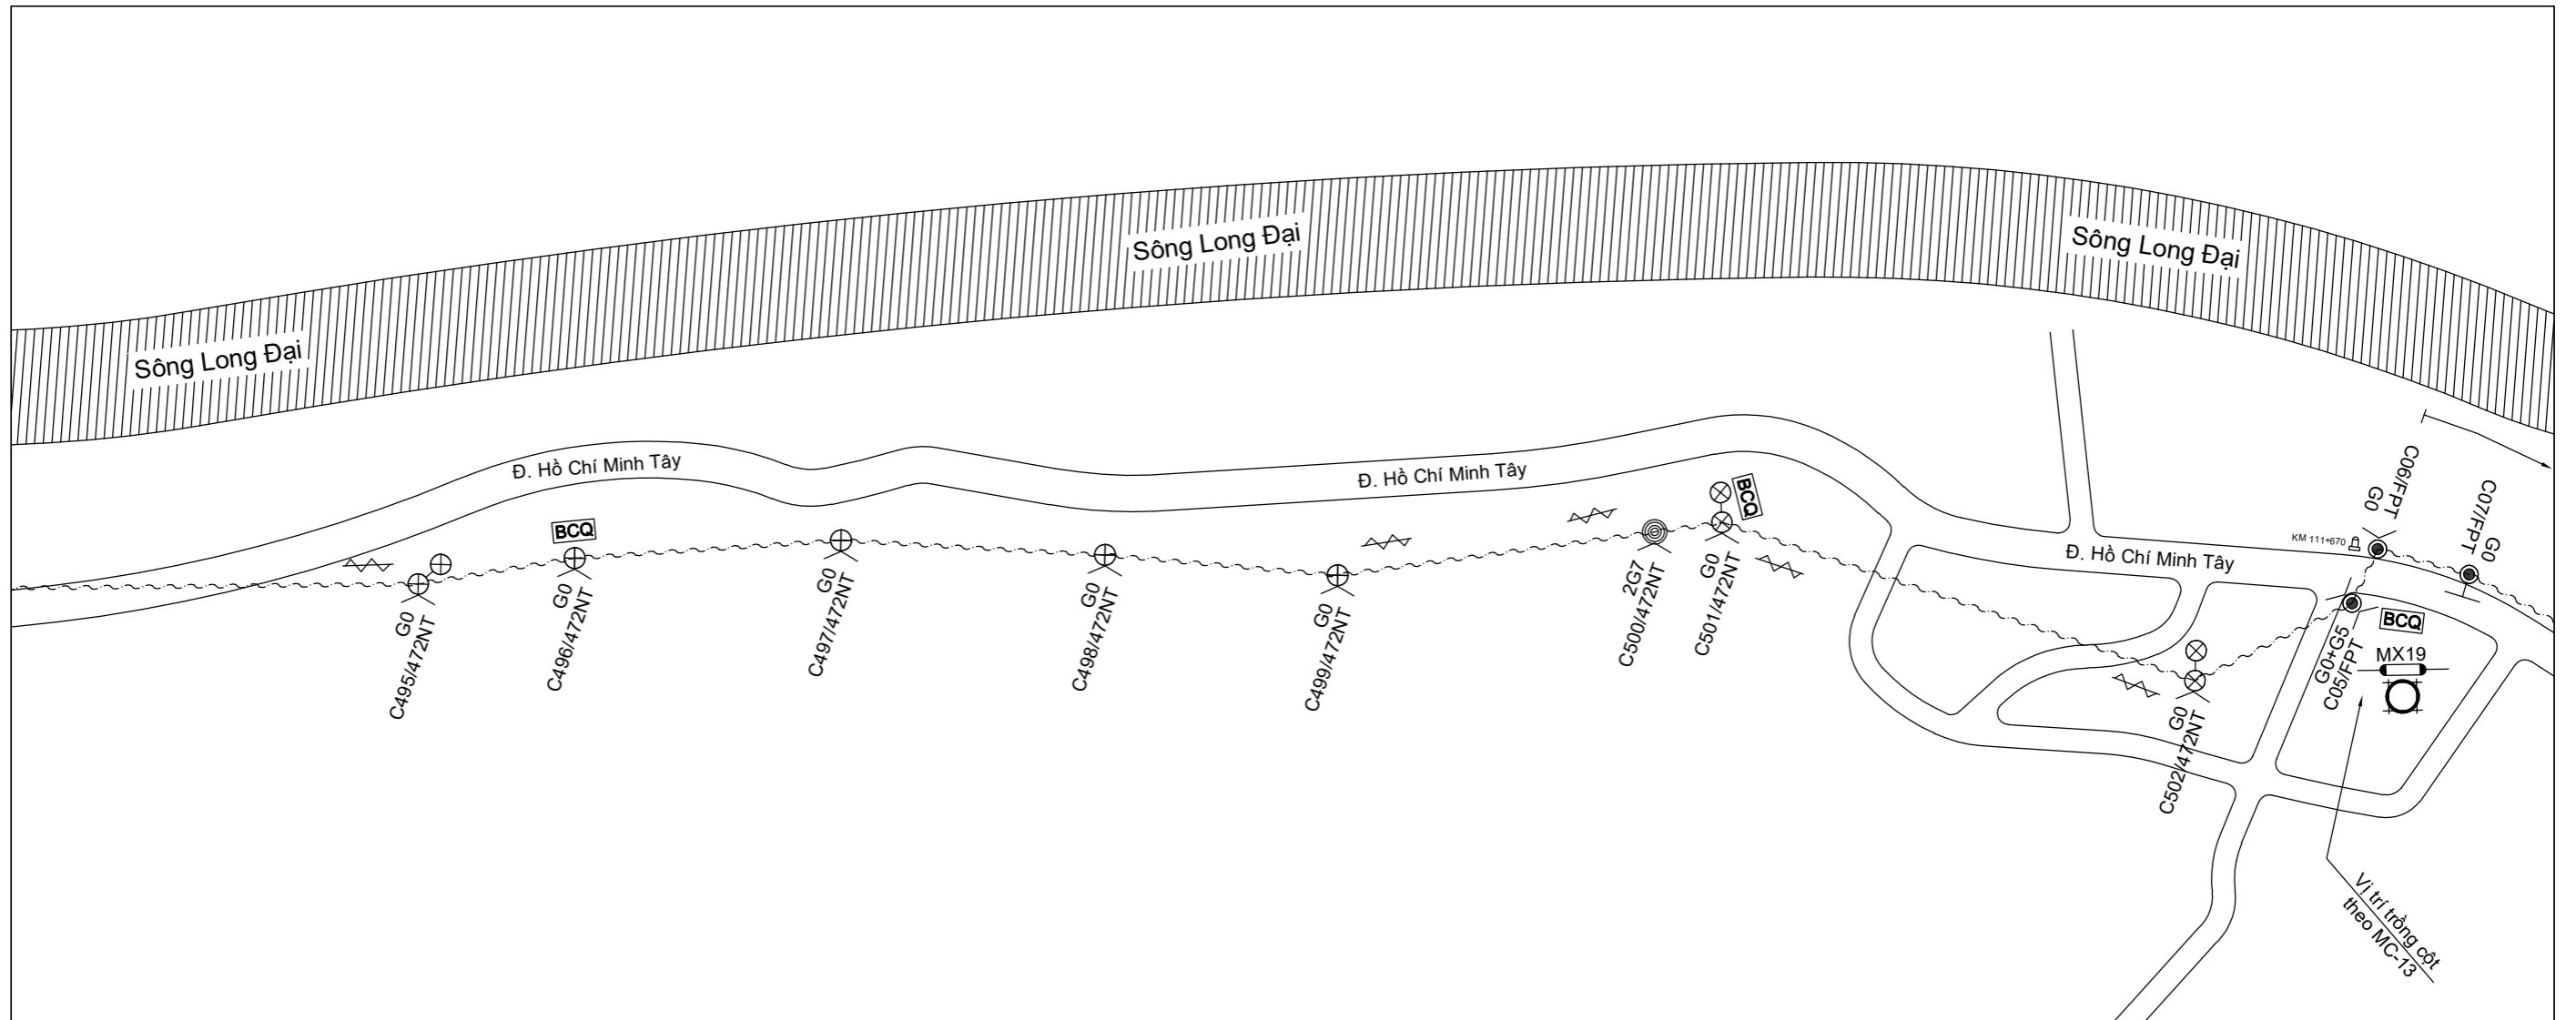 Sông Long Đại
Sông Long Đại
Sông Long Đại
Đ. Hồ Chí Minh Tây
Đ. Hồ Chí Minh Tây
Đ. Hồ Chí Minh Tây
BCQ
BCQ
BCQ
KM 111+670
G0
C495/472NT
G0
C496/472NT
G0
C497/472NT
G0
C498/472NT
G0
C499/472NT
2G7
C500/472NT
G0
C501/472NT
G0
C502/472NT
G0+G5
C05/FPT
C06/FPT
G0
G0
C07/FPT
MX19
Vị trí trồng cột
theo MC-13